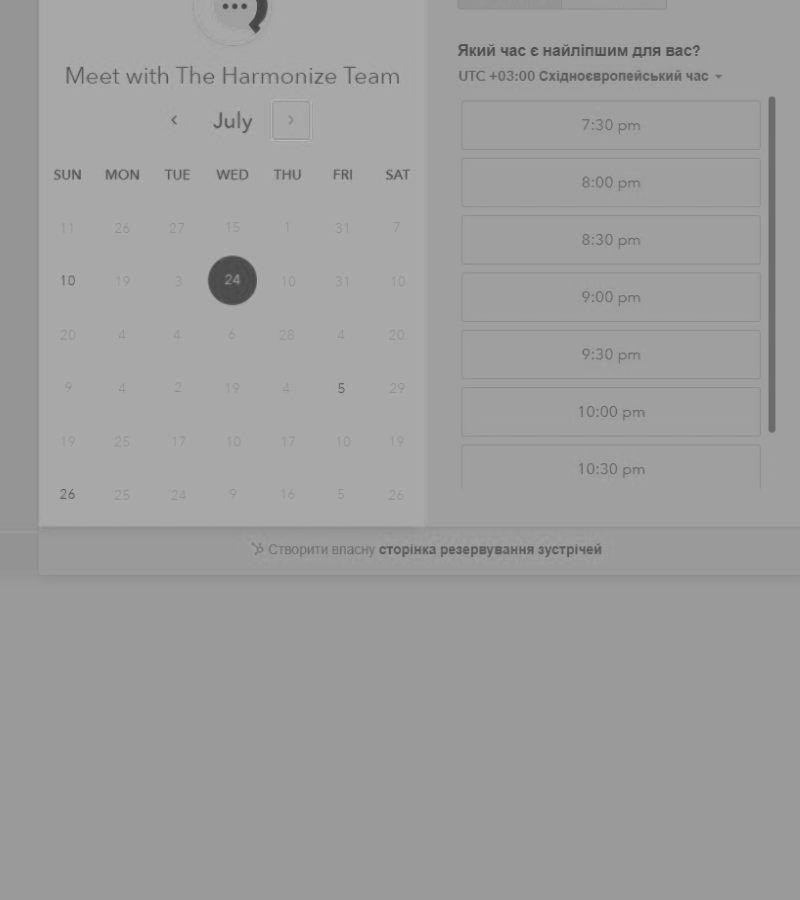 Meet with The Harmonize Team
July
SUN MON TUE WED THU FRI SAT
11 26 27 15 1 31 7
10 19 3 24 10 31 10
20 4 4 6 28 4 20
9 4 2 19 4 5 29
19 25 17 10 17 10 19
26 25 24 9 16 5 26
Який час є найліпшим для вас?
UTC +03:00 Східноєвропейський час
7:30 pm
8:00 pm
8:30 pm
9:00 pm
9:30 pm
10:00 pm
10:30 pm
Створити власну сторінка резервування зустрічей